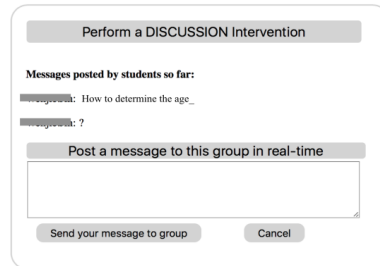 Perform a DISCUSSION Intervention
Messages posted by students so far:
: How to determine the age_
: ?
Post a message to this group in real-time
Send your message to group
Cancel